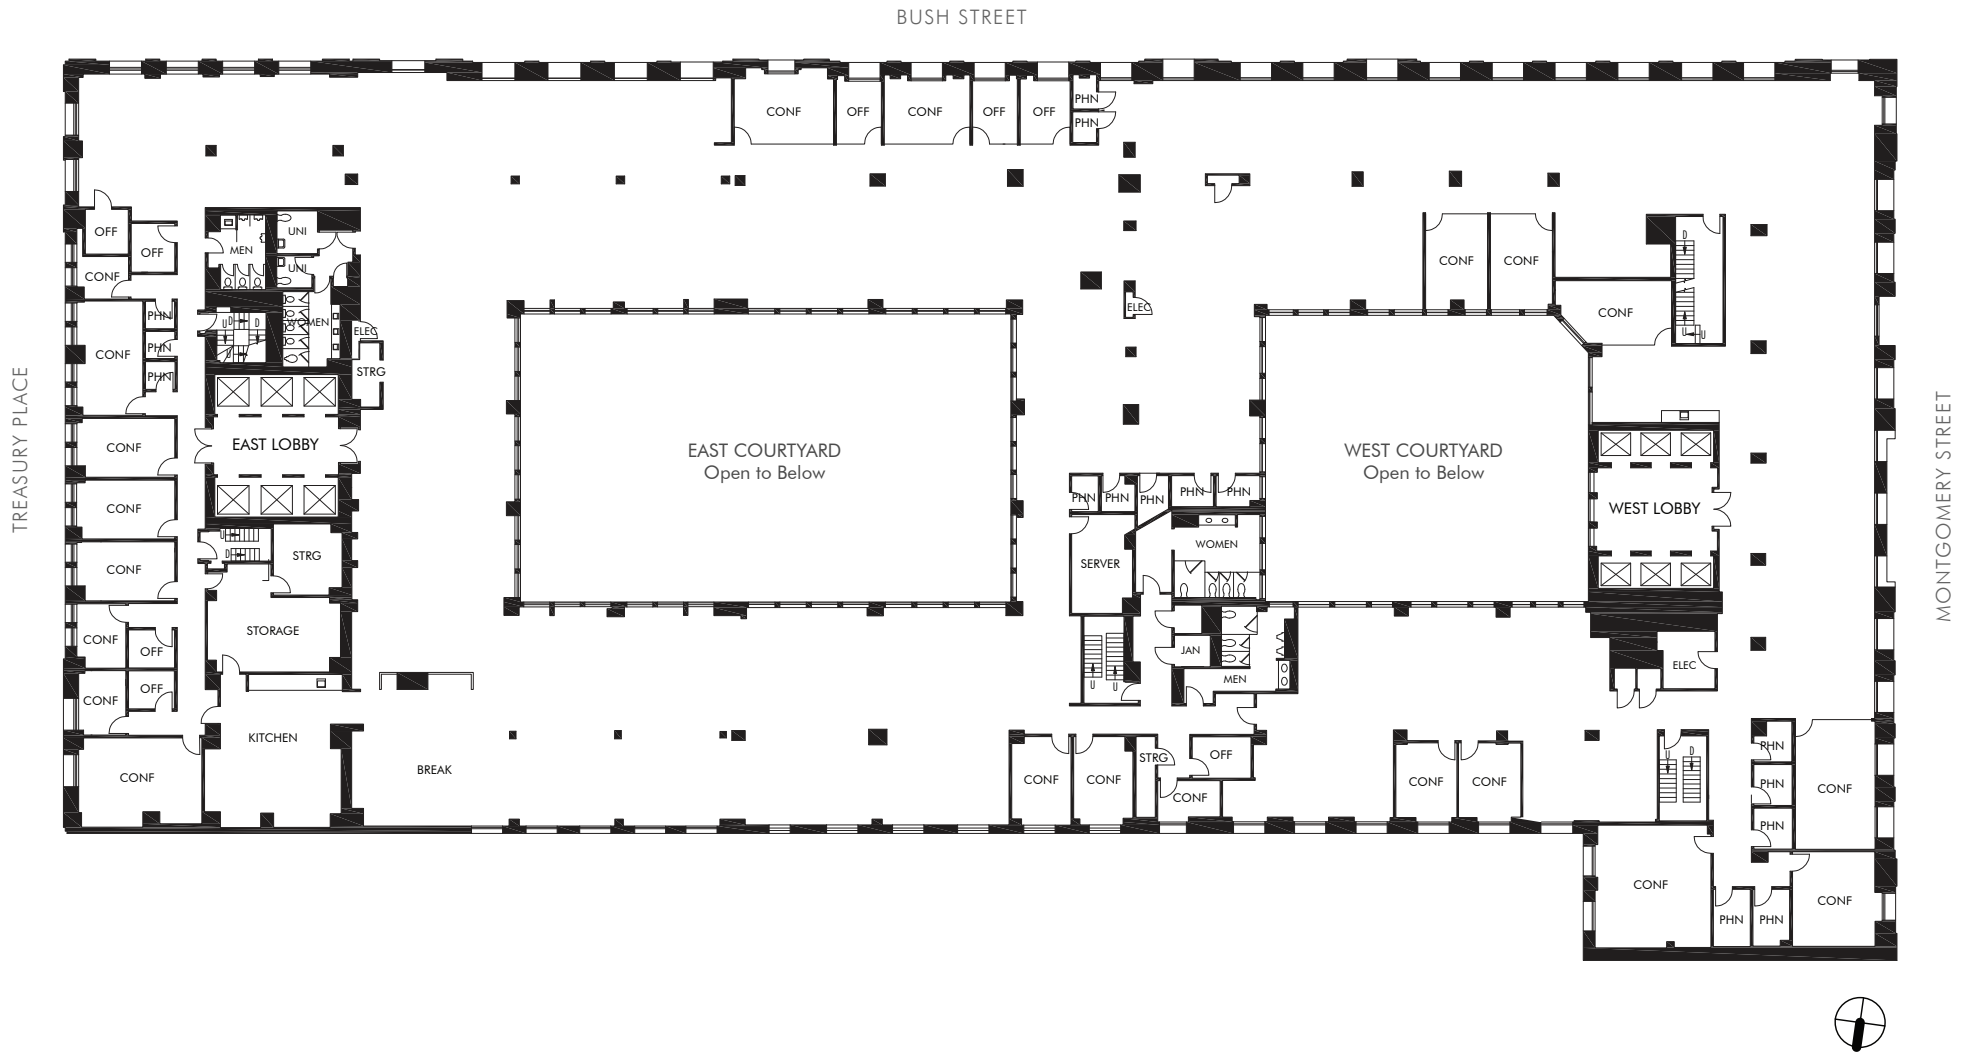 BUSH STREET
CONF
OFF
CONF
OFF
OFF
PHN
PHN
OFF
OFF
CONF
MEN
UNI
UNI
WOMEN
U
D
D
U
ELEC
STRG
PHN
PHN
PHN
CONF
CONF
CONF
CONF
CONF
OFF
CONF
OFF
CONF
EAST LOBBY
U
D
STRG
STORAGE
KITCHEN
BREAK
TREASURY PLACE
EAST COURTYARD
Open to Below
ELEC
CONF
CONF
CONF
D
U
U
WEST COURTYARD
Open to Below
WEST LOBBY
MONTGOMERY STREET
PHN
PHN
PHN
PHN
PHN
SERVER
WOMEN
JAN
MEN
U
U
ELEC
CONF
CONF
STRG
OFF
CONF
CONF
CONF
U
D
PHN
PHN
PHN
CONF
CONF
PHN
PHN
CONF